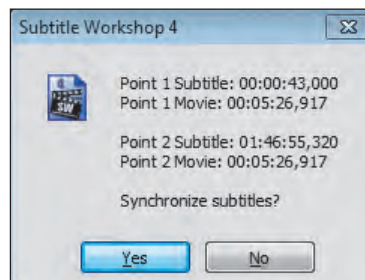 Subtitle Workshop 4
Point 1 Subtitle: 00:00:43,000
Point 1 Movie: 00:05:26,917
Point 2 Subtitle: 01:46:55,320
Point 2 Movie: 00:05:26,917
Synchronize subtitles?
Yes
No